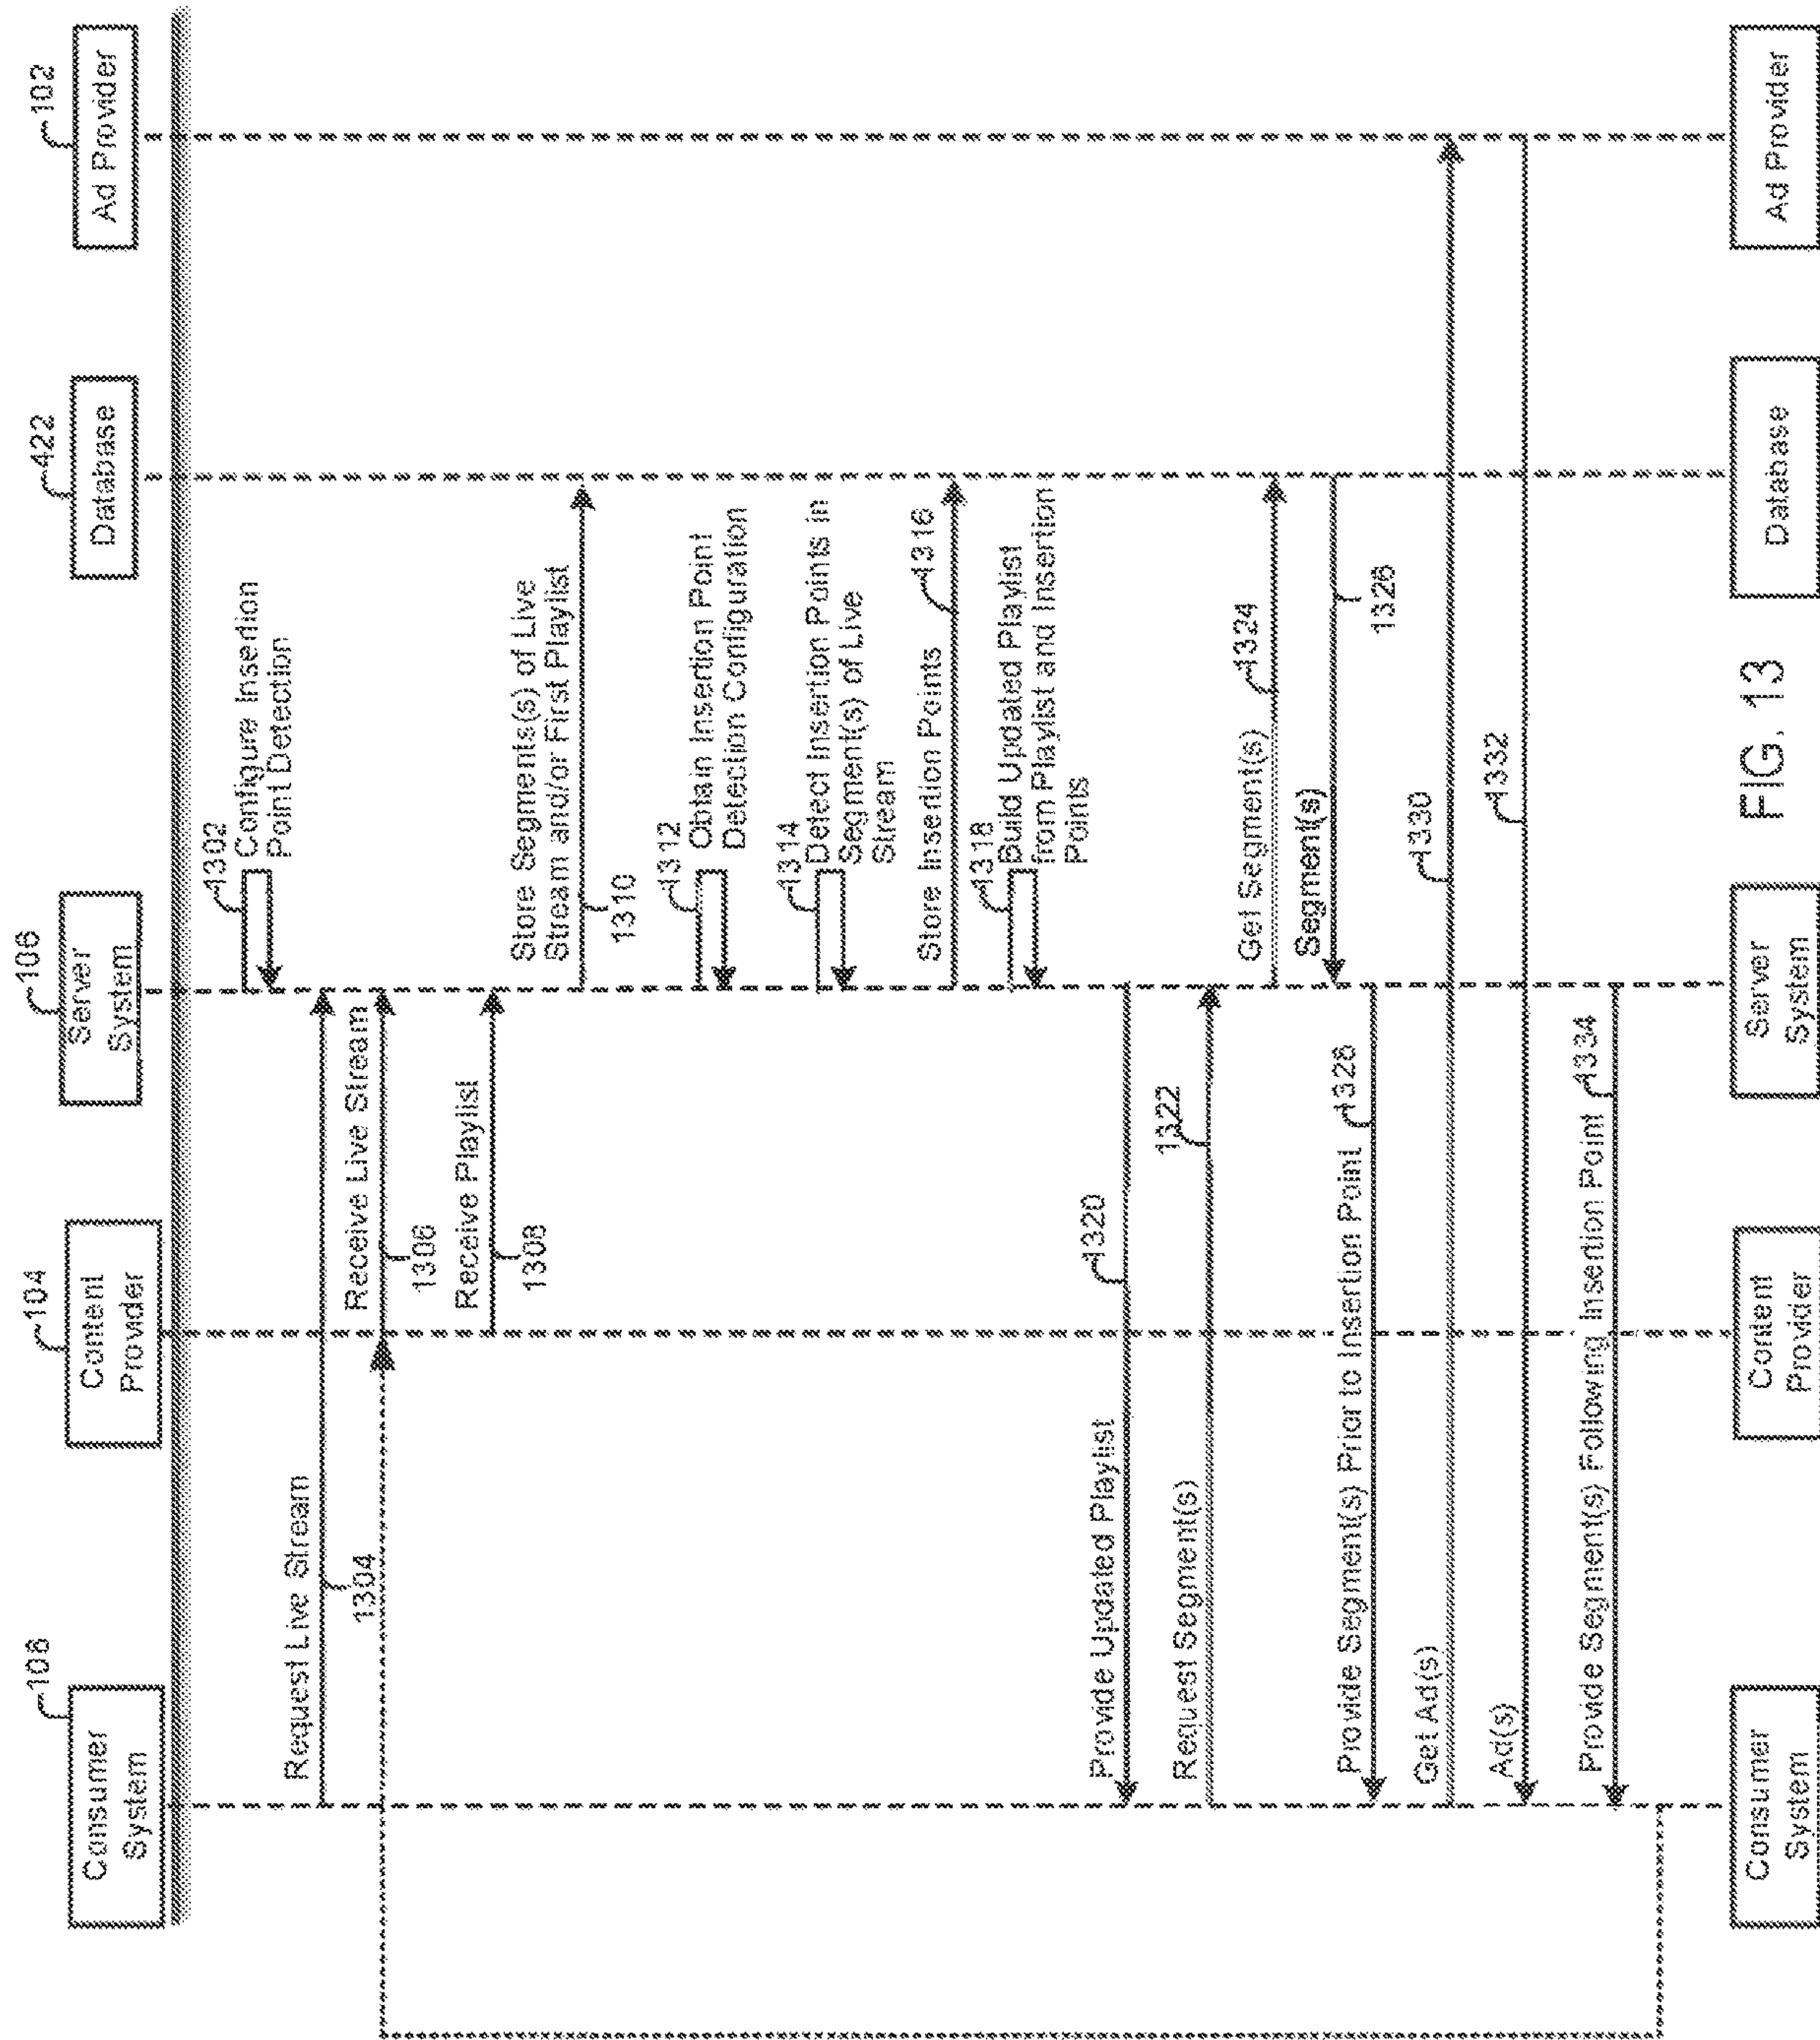 108
Consumer
System
104
Content
Provider
106
Server
System
422
Database
102
Ad Provider
1302
Configure Insertion
Point Detection
Request Live Stream
1304
Receive Live Stream
1306
Receive Playlist
1308
Store Segments(s) of Live
Stream and/or First Playlist
1310
1312
Obtain Insertion Point
Detection Configuration
1314
Detect Insertion Points in
Segment(s) of Live
Stream
Store Insertion Points
1316
1318
Build Updated Playlist
from Playlist and Insertion
Points
Provide Updated Playlist
1320
Request Segment(s)
1322
Get Segment(s)
1324
Segment(s)
1326
Provide Segment(s) Prior to Insertion Point
1328
Get Ad(s)
1330
Ad(s)
1332
Provide Segment(s) Following Insertion Point
1334
Consumer
System
Content
Provider
Server
System
Database
Ad Provider
FIG. 13